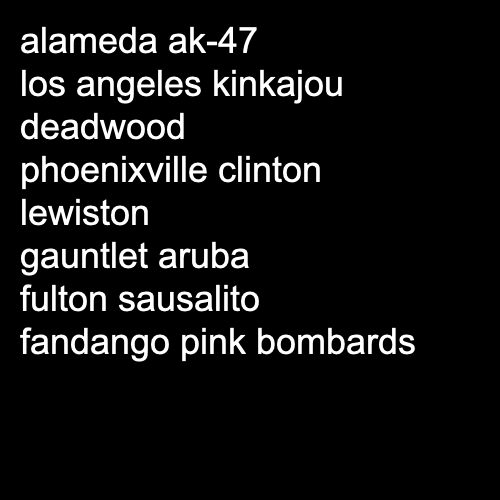 alameda ak-47
los angeles kinkajou
deadwood
phoenixville clinton
lewiston
gauntlet aruba
fulton sausalito
fandango pink bombards